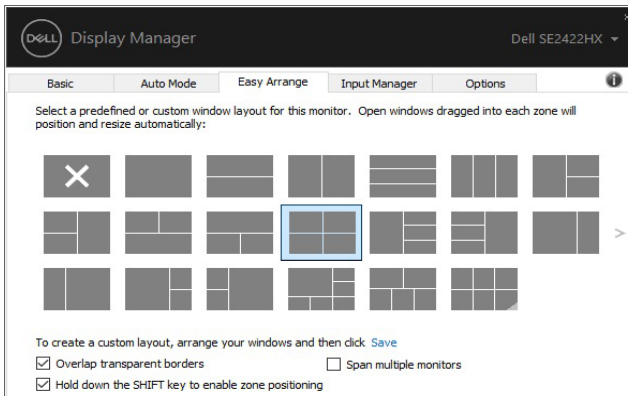 DELL Display Manager Dell SE2422HX
Basic Auto Mode Easy Arrange Input Manager Options
Select a predefined or custom window layout for this monitor. Open windows dragged into each zone will
position and resize automatically:
To create a custom layout, arrange your windows and then click Save
Overlap transparent borders Span multiple monitors
Hold down the SHIFT key to enable zone positioning